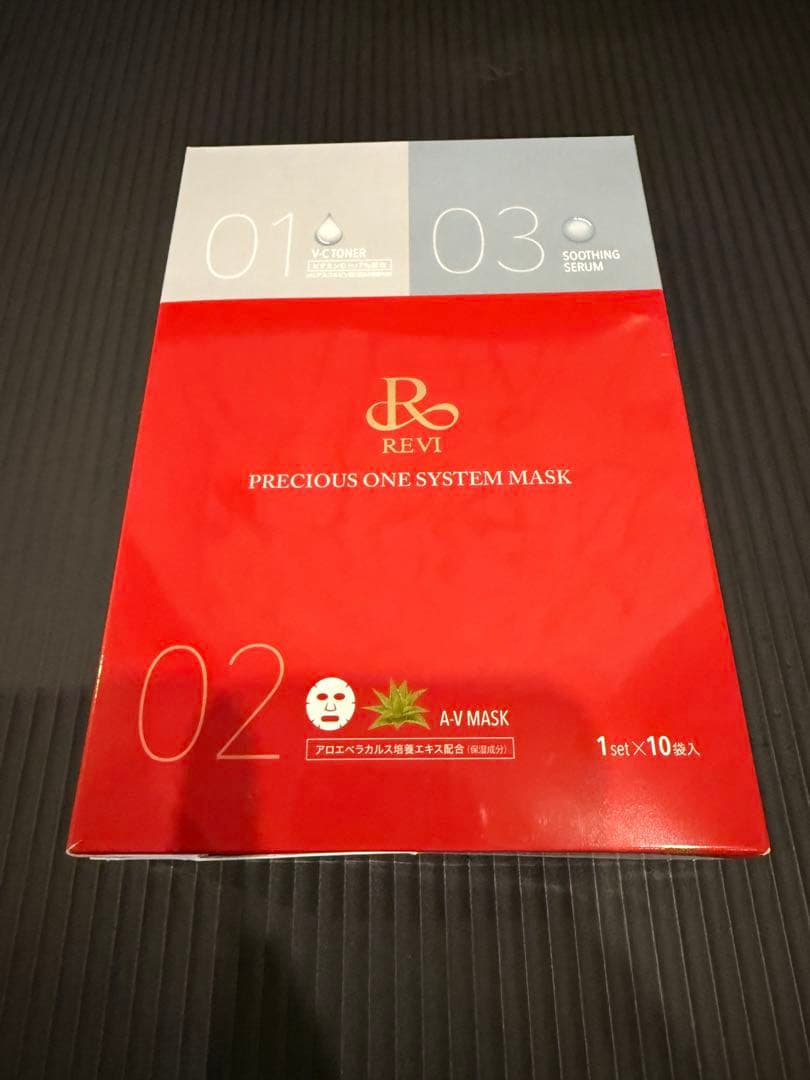 01
V-C TONER
03
SOOTHING
SERUM
R
REVI
PRECIOUS ONE SYSTEM MASK
02
A-V MASK
アロエベラカルス培養エキス配合(保湿成分)
1set×10袋入